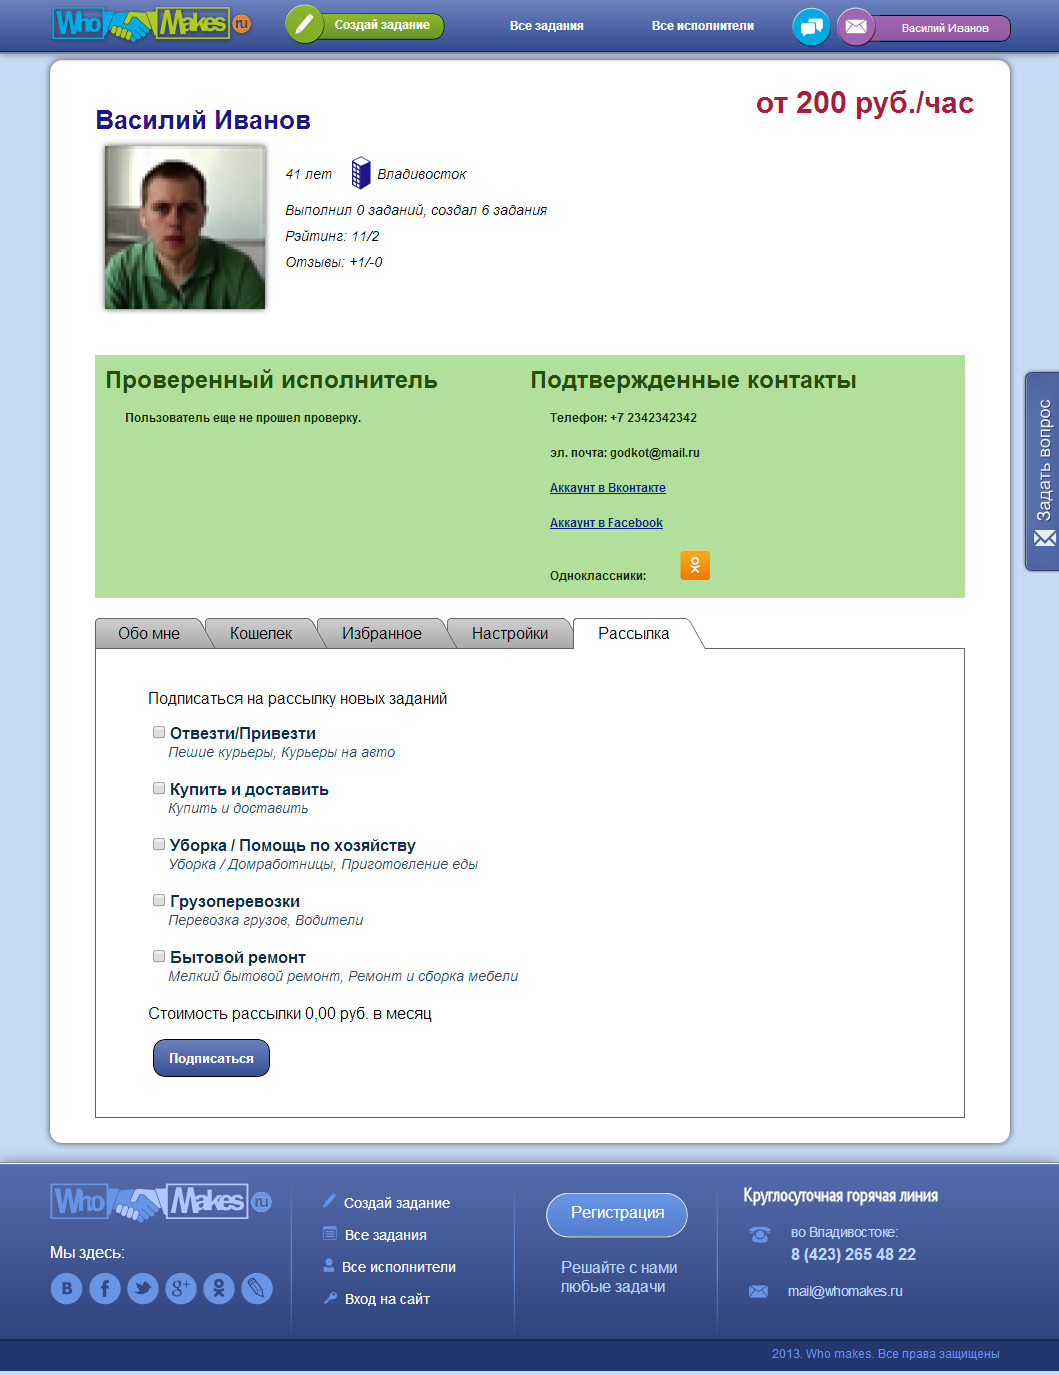 Who Makes ru
Создай задание
Все задания
Все исполнители
Василий Иванов
от 200 руб./час
Василий Иванов
41 лет
Владивосток
Выполнил 0 заданий, создал 6 задания
Рэйтинг: 11/2
Отзывы: +1/-0
Проверенный исполнитель
Пользователь еще не прошел проверку.
Подтвержденные контакты
Телефон: +7 2342342342
эл. почта: godkot@mail.ru
Аккаунт в Вконтакте
Аккаунт в Facebook
Одноклассники:
Задать вопрос
Обо мне
Кошелек
Избранное
Настройки
Рассылка
Подписаться на рассылку новых заданий
Отвезти/Привезти
Пешие курьеры, Курьеры на авто
Купить и доставить
Купить и доставить
Уборка / Помощь по хозяйству
Уборка / Домработницы, Приготовление еды
Грузоперевозки
Перевозка грузов, Водители
Бытовой ремонт
Мелкий бытовой ремонт, Ремонт и сборка мебели
Стоимость рассылки 0,00 руб. в месяц
Подписаться
Who Makes ru
Мы здесь:
Создай задание
Все задания
Все исполнители
Вход на сайт
Регистрация
Решайте с нами
любые задачи
Круглосуточная горячая линия
во Владивостоке:
8 (423) 265 48 22
mail@whomakes.ru
2013. Who makes. Все права защищены